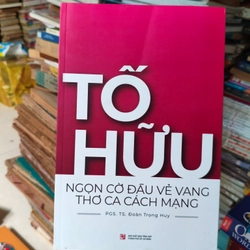 TỐ
HỮU
NGỌN CỜ ĐẦU VẺ VANG
THƠ CA CÁCH MẠNG
PGS. TS. Đoàn Trọng Huy